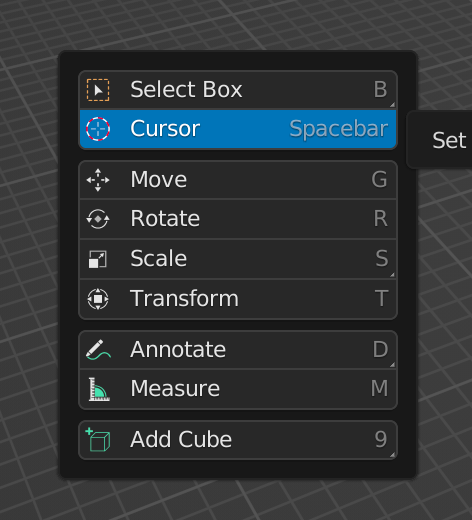 Select Box B
Cursor Spacebar
Set
Move G
Rotate R
Scale S
Transform T
Annotate D
Measure M
Add Cube 9